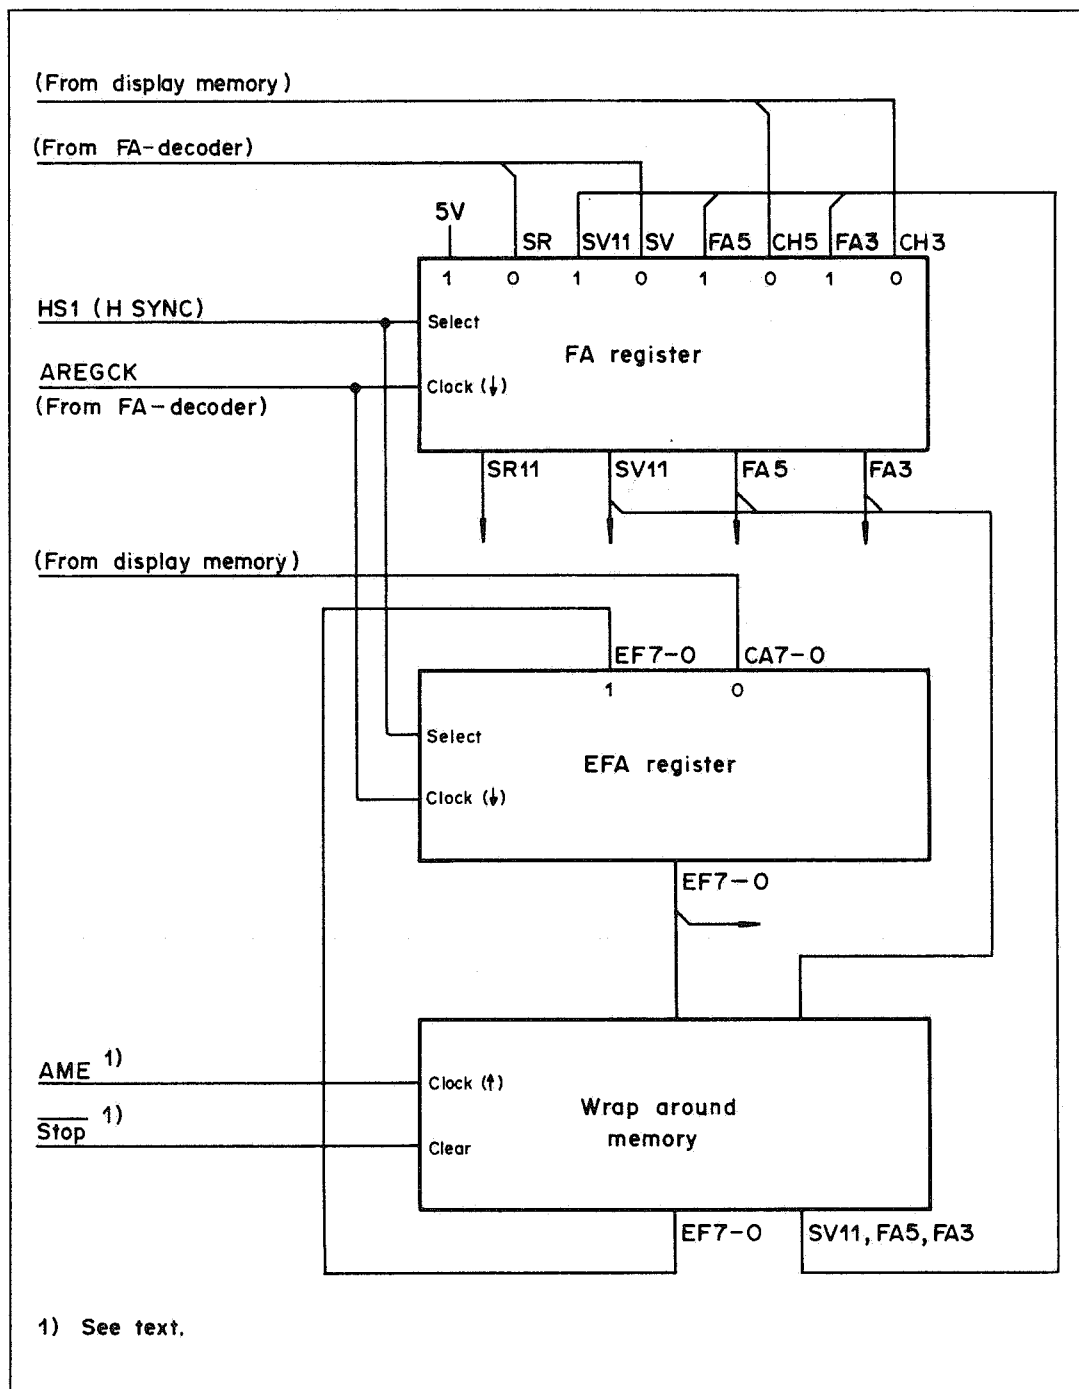 (From display memory)
(From FA-decoder)
5V
SR SV11 SV FA5 CH5 FA3 CH3
1 0 1 0 1 0 1 0
HS1 (H SYNC)
Select
FA register
AREGCK
Clock (↓)
(From FA-decoder)
SR11 SV11 FA5 FA3
(From display memory)
EF7-0 CA7-0
1 0
Select
EFA register
Clock (↓)
EF7-0
AME 1)
Clock (↑)
Wrap around
memory
Stop 1)
Clear
EF7-0 SV11, FA5, FA3
1) See text.